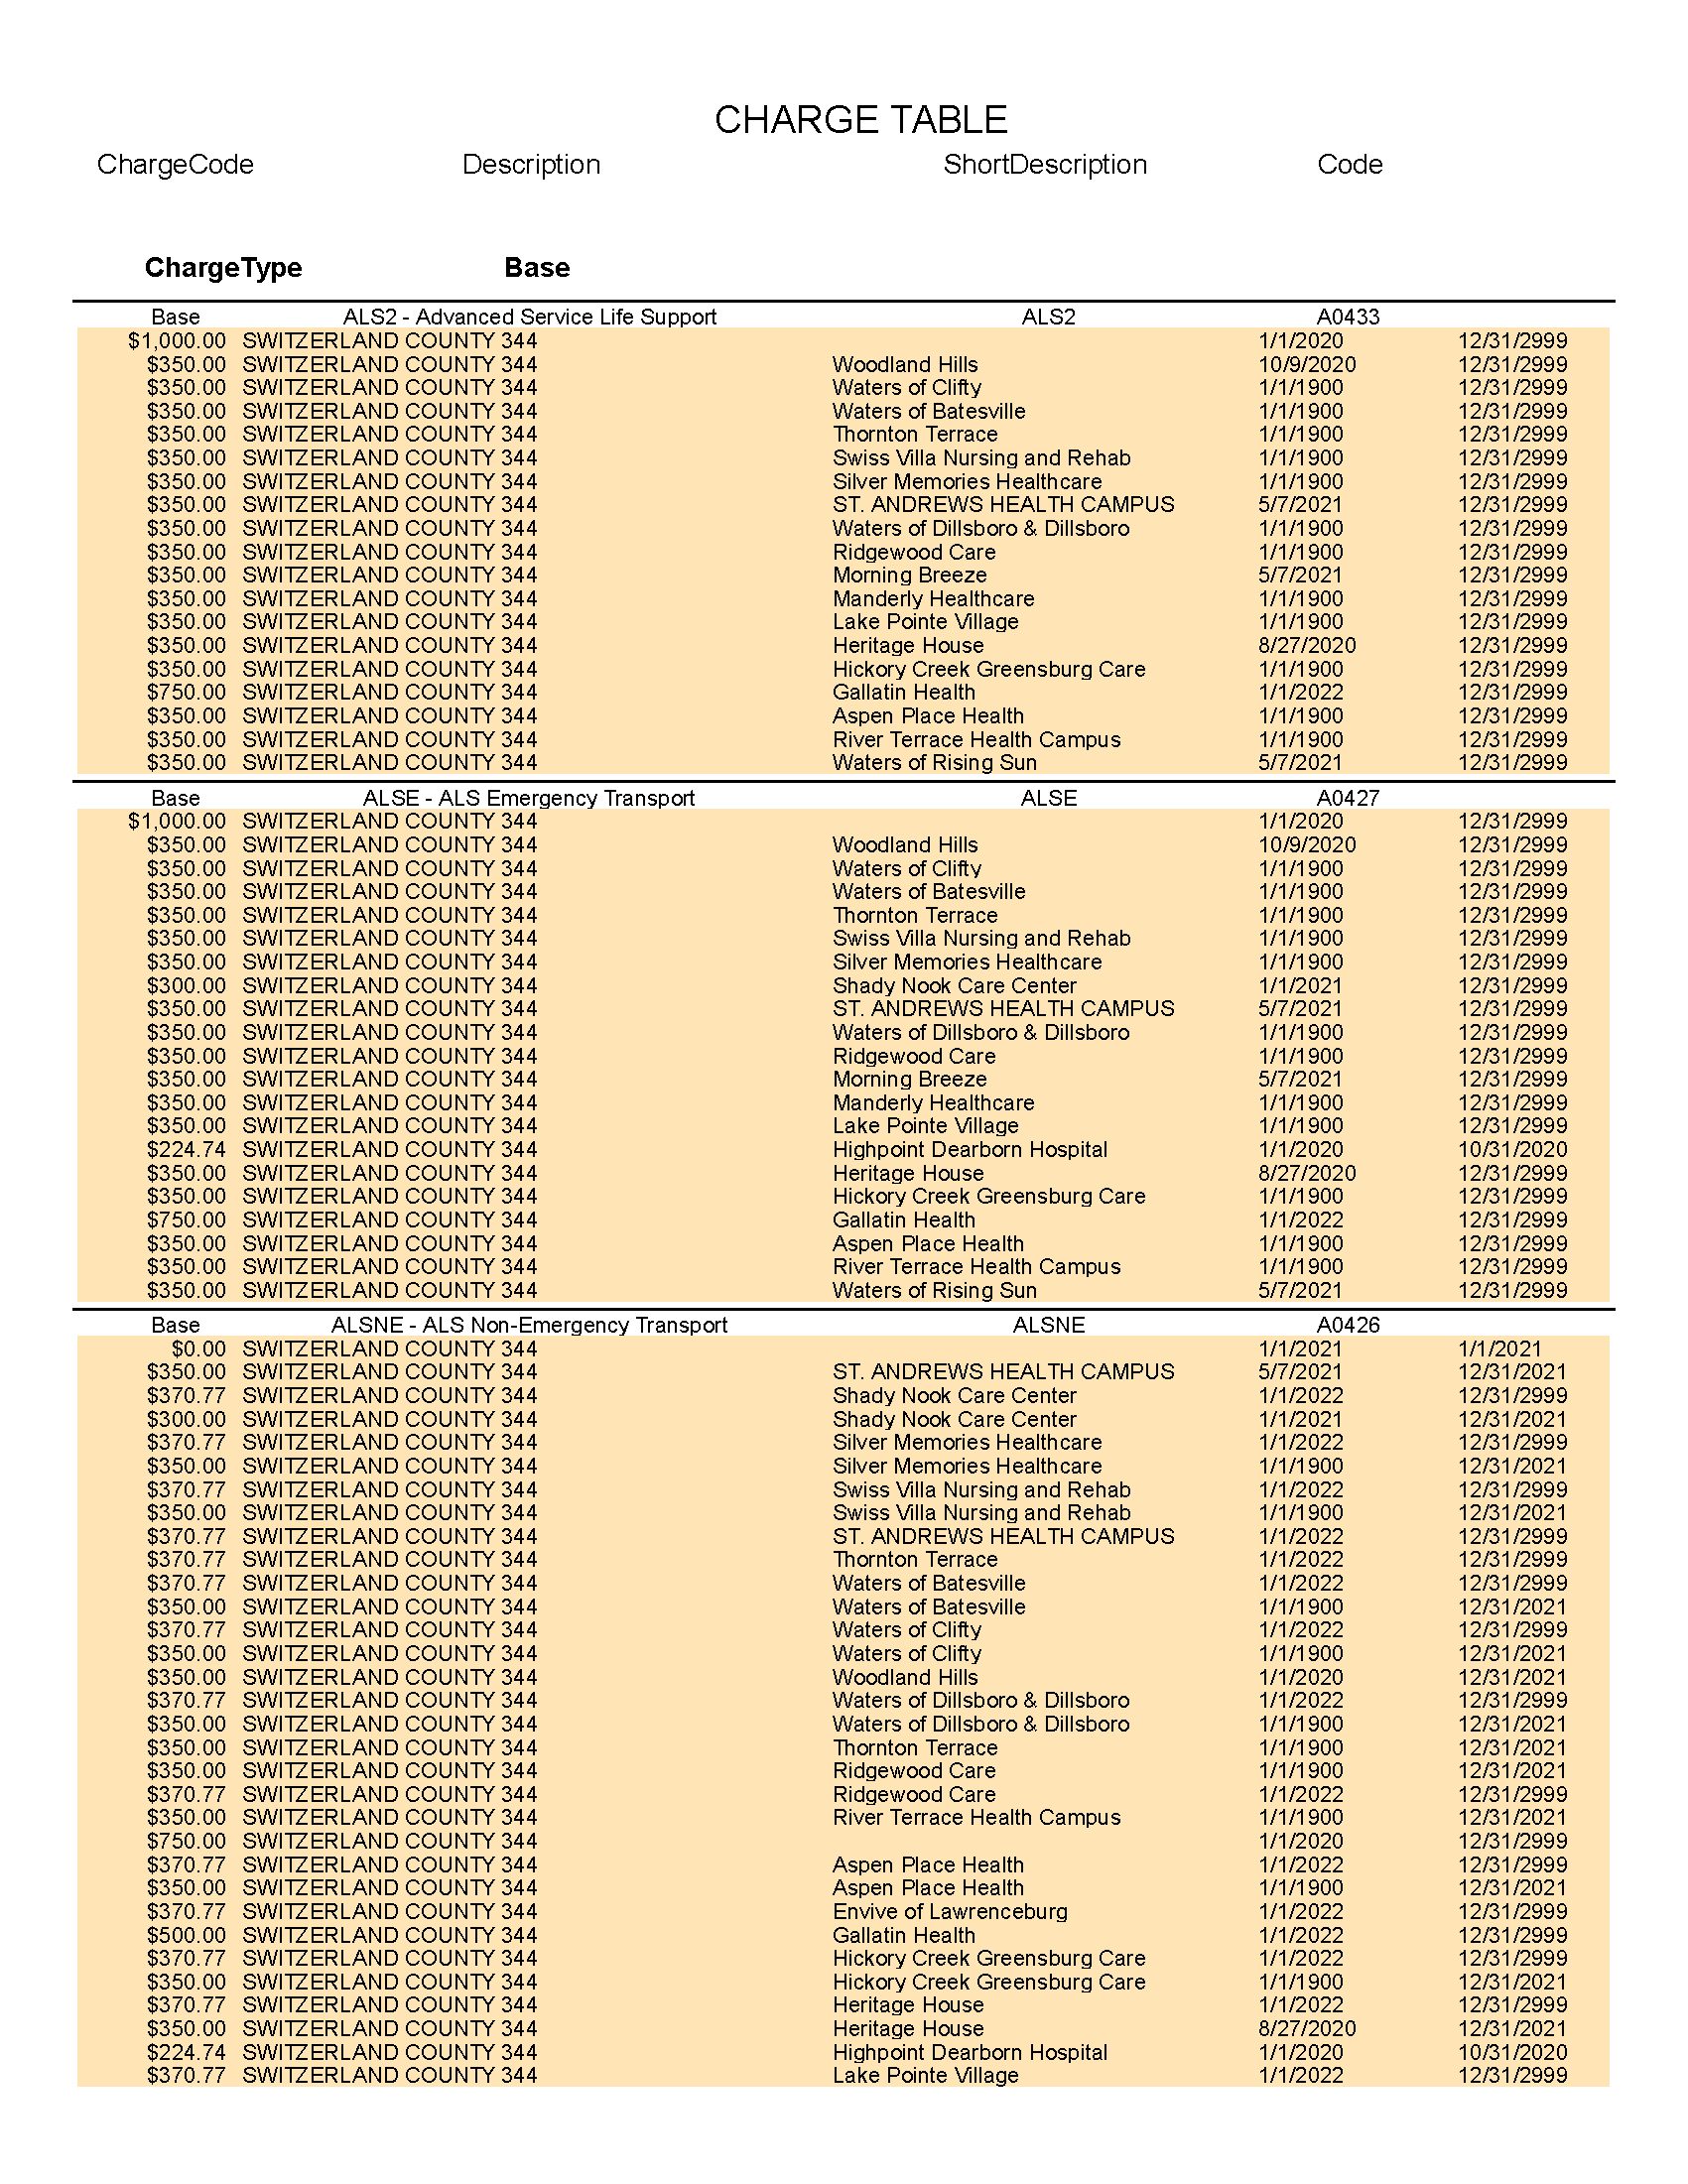 CHARGE TABLE
ChargeCode Description ShortDescription Code
ChargeType Base
Base ALS2 - Advanced Service Life Support ALS2 A0433
$1,000.00 SWITZERLAND COUNTY 344 1/1/2020 12/31/2999
$350.00 SWITZERLAND COUNTY 344 Woodland Hills 10/9/2020 12/31/2999
$350.00 SWITZERLAND COUNTY 344 Waters of Clifty 1/1/1900 12/31/2999
$350.00 SWITZERLAND COUNTY 344 Waters of Batesville 1/1/1900 12/31/2999
$350.00 SWITZERLAND COUNTY 344 Thornton Terrace 1/1/1900 12/31/2999
$350.00 SWITZERLAND COUNTY 344 Swiss Villa Nursing and Rehab 1/1/1900 12/31/2999
$350.00 SWITZERLAND COUNTY 344 Silver Memories Healthcare 1/1/1900 12/31/2999
$350.00 SWITZERLAND COUNTY 344 ST. ANDREWS HEALTH CAMPUS 5/7/2021 12/31/2999
$350.00 SWITZERLAND COUNTY 344 Waters of Dillsboro & Dillsboro 1/1/1900 12/31/2999
$350.00 SWITZERLAND COUNTY 344 Ridgewood Care 1/1/1900 12/31/2999
$350.00 SWITZERLAND COUNTY 344 Morning Breeze 5/7/2021 12/31/2999
$350.00 SWITZERLAND COUNTY 344 Manderly Healthcare 1/1/1900 12/31/2999
$350.00 SWITZERLAND COUNTY 344 Lake Pointe Village 1/1/1900 12/31/2999
$350.00 SWITZERLAND COUNTY 344 Heritage House 8/27/2020 12/31/2999
$350.00 SWITZERLAND COUNTY 344 Hickory Creek Greensburg Care 1/1/1900 12/31/2999
$750.00 SWITZERLAND COUNTY 344 Gallatin Health 1/1/2022 12/31/2999
$350.00 SWITZERLAND COUNTY 344 Aspen Place Health 1/1/1900 12/31/2999
$350.00 SWITZERLAND COUNTY 344 River Terrace Health Campus 1/1/1900 12/31/2999
$350.00 SWITZERLAND COUNTY 344 Waters of Rising Sun 5/7/2021 12/31/2999
Base ALSE - ALS Emergency Transport ALSE A0427
$1,000.00 SWITZERLAND COUNTY 344 1/1/2020 12/31/2999
$350.00 SWITZERLAND COUNTY 344 Woodland Hills 10/9/2020 12/31/2999
$350.00 SWITZERLAND COUNTY 344 Waters of Clifty 1/1/1900 12/31/2999
$350.00 SWITZERLAND COUNTY 344 Waters of Batesville 1/1/1900 12/31/2999
$350.00 SWITZERLAND COUNTY 344 Thornton Terrace 1/1/1900 12/31/2999
$350.00 SWITZERLAND COUNTY 344 Swiss Villa Nursing and Rehab 1/1/1900 12/31/2999
$350.00 SWITZERLAND COUNTY 344 Silver Memories Healthcare 1/1/1900 12/31/2999
$300.00 SWITZERLAND COUNTY 344 Shady Nook Care Center 1/1/2021 12/31/2999
$350.00 SWITZERLAND COUNTY 344 ST. ANDREWS HEALTH CAMPUS 5/7/2021 12/31/2999
$350.00 SWITZERLAND COUNTY 344 Waters of Dillsboro & Dillsboro 1/1/1900 12/31/2999
$350.00 SWITZERLAND COUNTY 344 Ridgewood Care 1/1/1900 12/31/2999
$350.00 SWITZERLAND COUNTY 344 Morning Breeze 5/7/2021 12/31/2999
$350.00 SWITZERLAND COUNTY 344 Manderly Healthcare 1/1/1900 12/31/2999
$350.00 SWITZERLAND COUNTY 344 Lake Pointe Village 1/1/1900 12/31/2999
$224.74 SWITZERLAND COUNTY 344 Highpoint Dearborn Hospital 1/1/2020 10/31/2020
$350.00 SWITZERLAND COUNTY 344 Heritage House 8/27/2020 12/31/2999
$350.00 SWITZERLAND COUNTY 344 Hickory Creek Greensburg Care 1/1/1900 12/31/2999
$750.00 SWITZERLAND COUNTY 344 Gallatin Health 1/1/2022 12/31/2999
$350.00 SWITZERLAND COUNTY 344 Aspen Place Health 1/1/1900 12/31/2999
$350.00 SWITZERLAND COUNTY 344 River Terrace Health Campus 1/1/1900 12/31/2999
$350.00 SWITZERLAND COUNTY 344 Waters of Rising Sun 5/7/2021 12/31/2999
Base ALSNE - ALS Non-Emergency Transport ALSNE A0426
$0.00 SWITZERLAND COUNTY 344 1/1/2021 1/1/2021
$350.00 SWITZERLAND COUNTY 344 ST. ANDREWS HEALTH CAMPUS 5/7/2021 12/31/2021
$370.77 SWITZERLAND COUNTY 344 Shady Nook Care Center 1/1/2022 12/31/2999
$300.00 SWITZERLAND COUNTY 344 Shady Nook Care Center 1/1/2021 12/31/2021
$370.77 SWITZERLAND COUNTY 344 Silver Memories Healthcare 1/1/2022 12/31/2999
$350.00 SWITZERLAND COUNTY 344 Silver Memories Healthcare 1/1/1900 12/31/2021
$370.77 SWITZERLAND COUNTY 344 Swiss Villa Nursing and Rehab 1/1/2022 12/31/2999
$350.00 SWITZERLAND COUNTY 344 Swiss Villa Nursing and Rehab 1/1/1900 12/31/2021
$370.77 SWITZERLAND COUNTY 344 ST. ANDREWS HEALTH CAMPUS 1/1/2022 12/31/2999
$370.77 SWITZERLAND COUNTY 344 Thornton Terrace 1/1/2022 12/31/2999
$370.77 SWITZERLAND COUNTY 344 Waters of Batesville 1/1/2022 12/31/2999
$350.00 SWITZERLAND COUNTY 344 Waters of Batesville 1/1/1900 12/31/2021
$370.77 SWITZERLAND COUNTY 344 Waters of Clifty 1/1/2022 12/31/2999
$350.00 SWITZERLAND COUNTY 344 Waters of Clifty 1/1/1900 12/31/2021
$350.00 SWITZERLAND COUNTY 344 Woodland Hills 1/1/2020 12/31/2021
$370.77 SWITZERLAND COUNTY 344 Waters of Dillsboro & Dillsboro 1/1/2022 12/31/2999
$350.00 SWITZERLAND COUNTY 344 Waters of Dillsboro & Dillsboro 1/1/1900 12/31/2021
$350.00 SWITZERLAND COUNTY 344 Thornton Terrace 1/1/1900 12/31/2021
$350.00 SWITZERLAND COUNTY 344 Ridgewood Care 1/1/1900 12/31/2021
$370.77 SWITZERLAND COUNTY 344 Ridgewood Care 1/1/2022 12/31/2999
$350.00 SWITZERLAND COUNTY 344 River Terrace Health Campus 1/1/1900 12/31/2021
$750.00 SWITZERLAND COUNTY 344 1/1/2020 12/31/2999
$370.77 SWITZERLAND COUNTY 344 Aspen Place Health 1/1/2022 12/31/2999
$350.00 SWITZERLAND COUNTY 344 Aspen Place Health 1/1/1900 12/31/2021
$370.77 SWITZERLAND COUNTY 344 Envive of Lawrenceburg 1/1/2022 12/31/2999
$500.00 SWITZERLAND COUNTY 344 Gallatin Health 1/1/2022 12/31/2999
$370.77 SWITZERLAND COUNTY 344 Hickory Creek Greensburg Care 1/1/2022 12/31/2999
$350.00 SWITZERLAND COUNTY 344 Hickory Creek Greensburg Care 1/1/1900 12/31/2021
$370.77 SWITZERLAND COUNTY 344 Heritage House 1/1/2022 12/31/2999
$350.00 SWITZERLAND COUNTY 344 Heritage House 8/27/2020 12/31/2021
$224.74 SWITZERLAND COUNTY 344 Highpoint Dearborn Hospital 1/1/2020 10/31/2020
$370.77 SWITZERLAND COUNTY 344 Lake Pointe Village 1/1/2022 12/31/2999